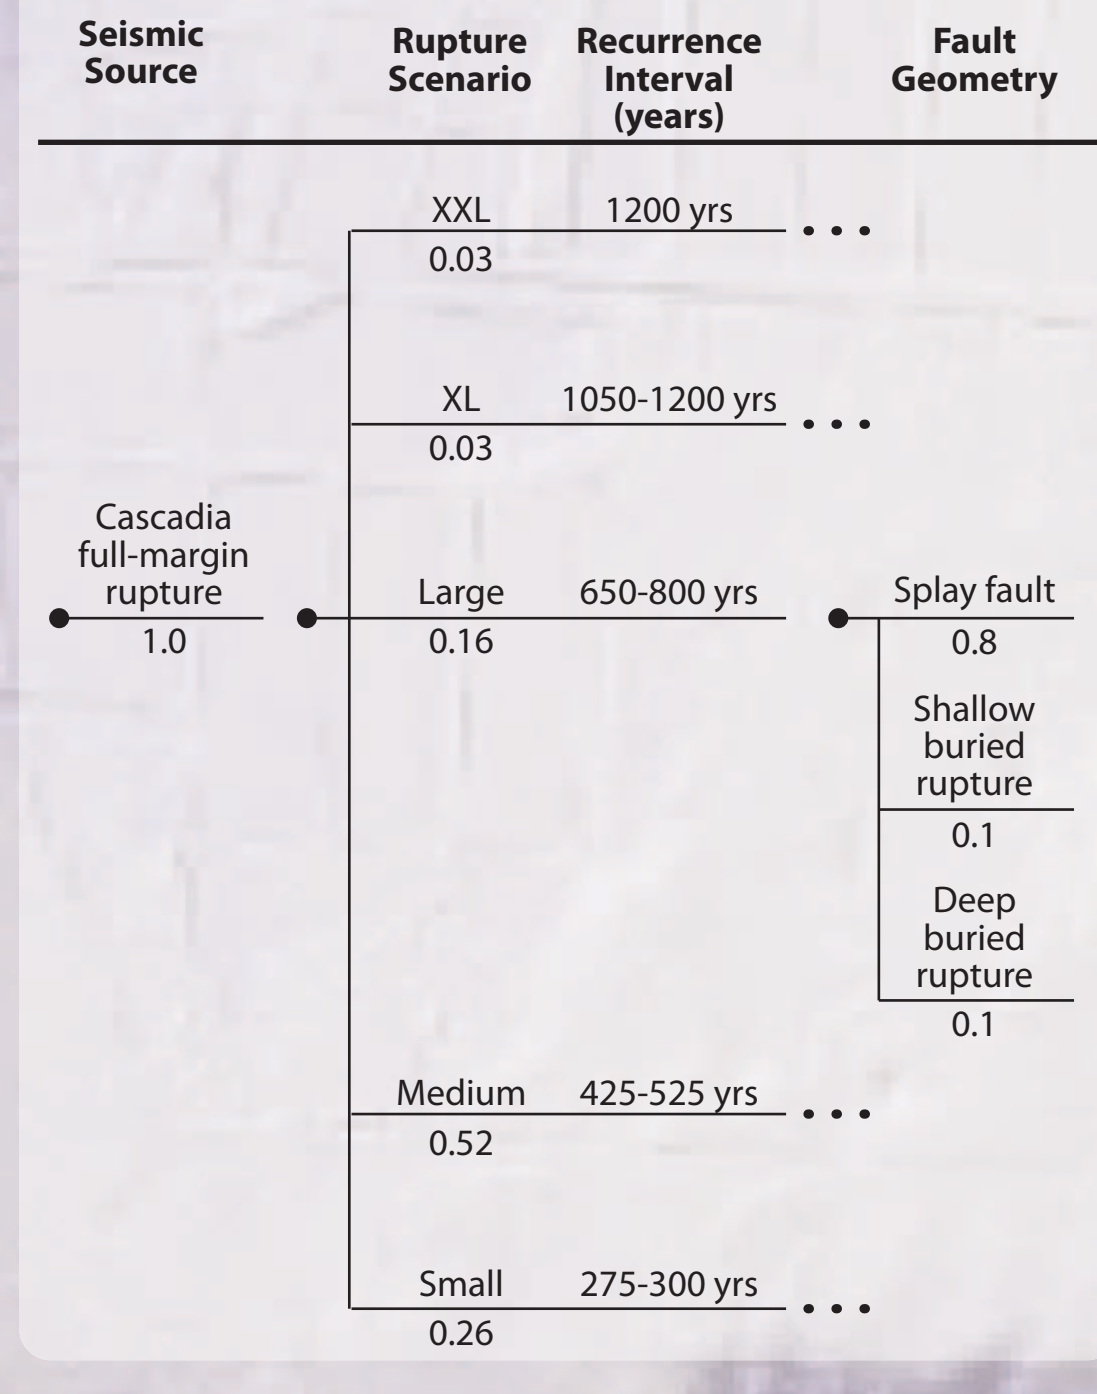 Seismic
Source
Rupture
Scenario
Recurrence
Interval
(years)
Fault
Geometry
XXL
1200 yrs
• • •
0.03
XL
1050-1200 yrs
• • •
0.03
Cascadia
full-margin
rupture
1.0
Large
650-800 yrs
0.16
Splay fault
0.8
Shallow
buried
rupture
0.1
Deep
buried
rupture
0.1
Medium
425-525 yrs
• • •
0.52
Small
275-300 yrs
• • •
0.26